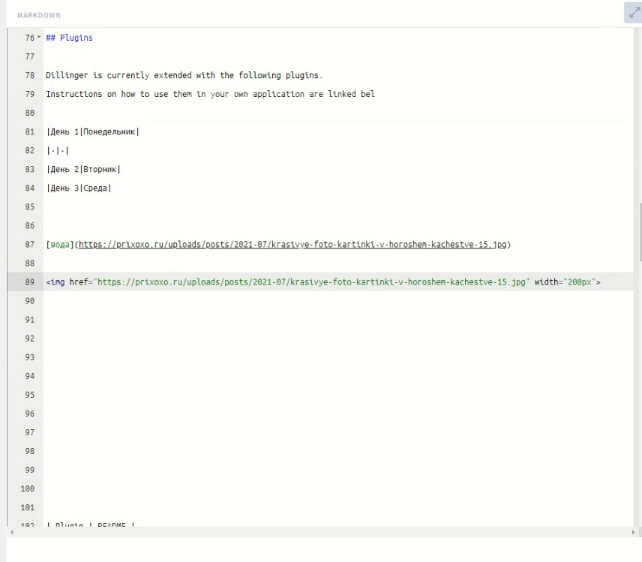 MARKDOWN
76 ## Plugins
77
78 Dillinger is currently extended with the following plugins.
79 Instructions on how to use them in your own application are linked bel
80
81 |День 1|Понедельник|
82 |-|-|
83 |День 2|Вторник|
84 |День 3|Среда|
85
86
87 [вода](https://prixoxo.ru/uploads/posts/2021-07/krasivye-foto-kartinki-v-horoshem-kachestve-15.jpg)
88
89 <img href="https://prixoxo.ru/uploads/posts/2021-07/krasivye-foto-kartinki-v-horoshem-kachestve-15.jpg" width="200px">
90
91
92
93
94
95
96
97
98
99
100
101
102 | Plugin | README |